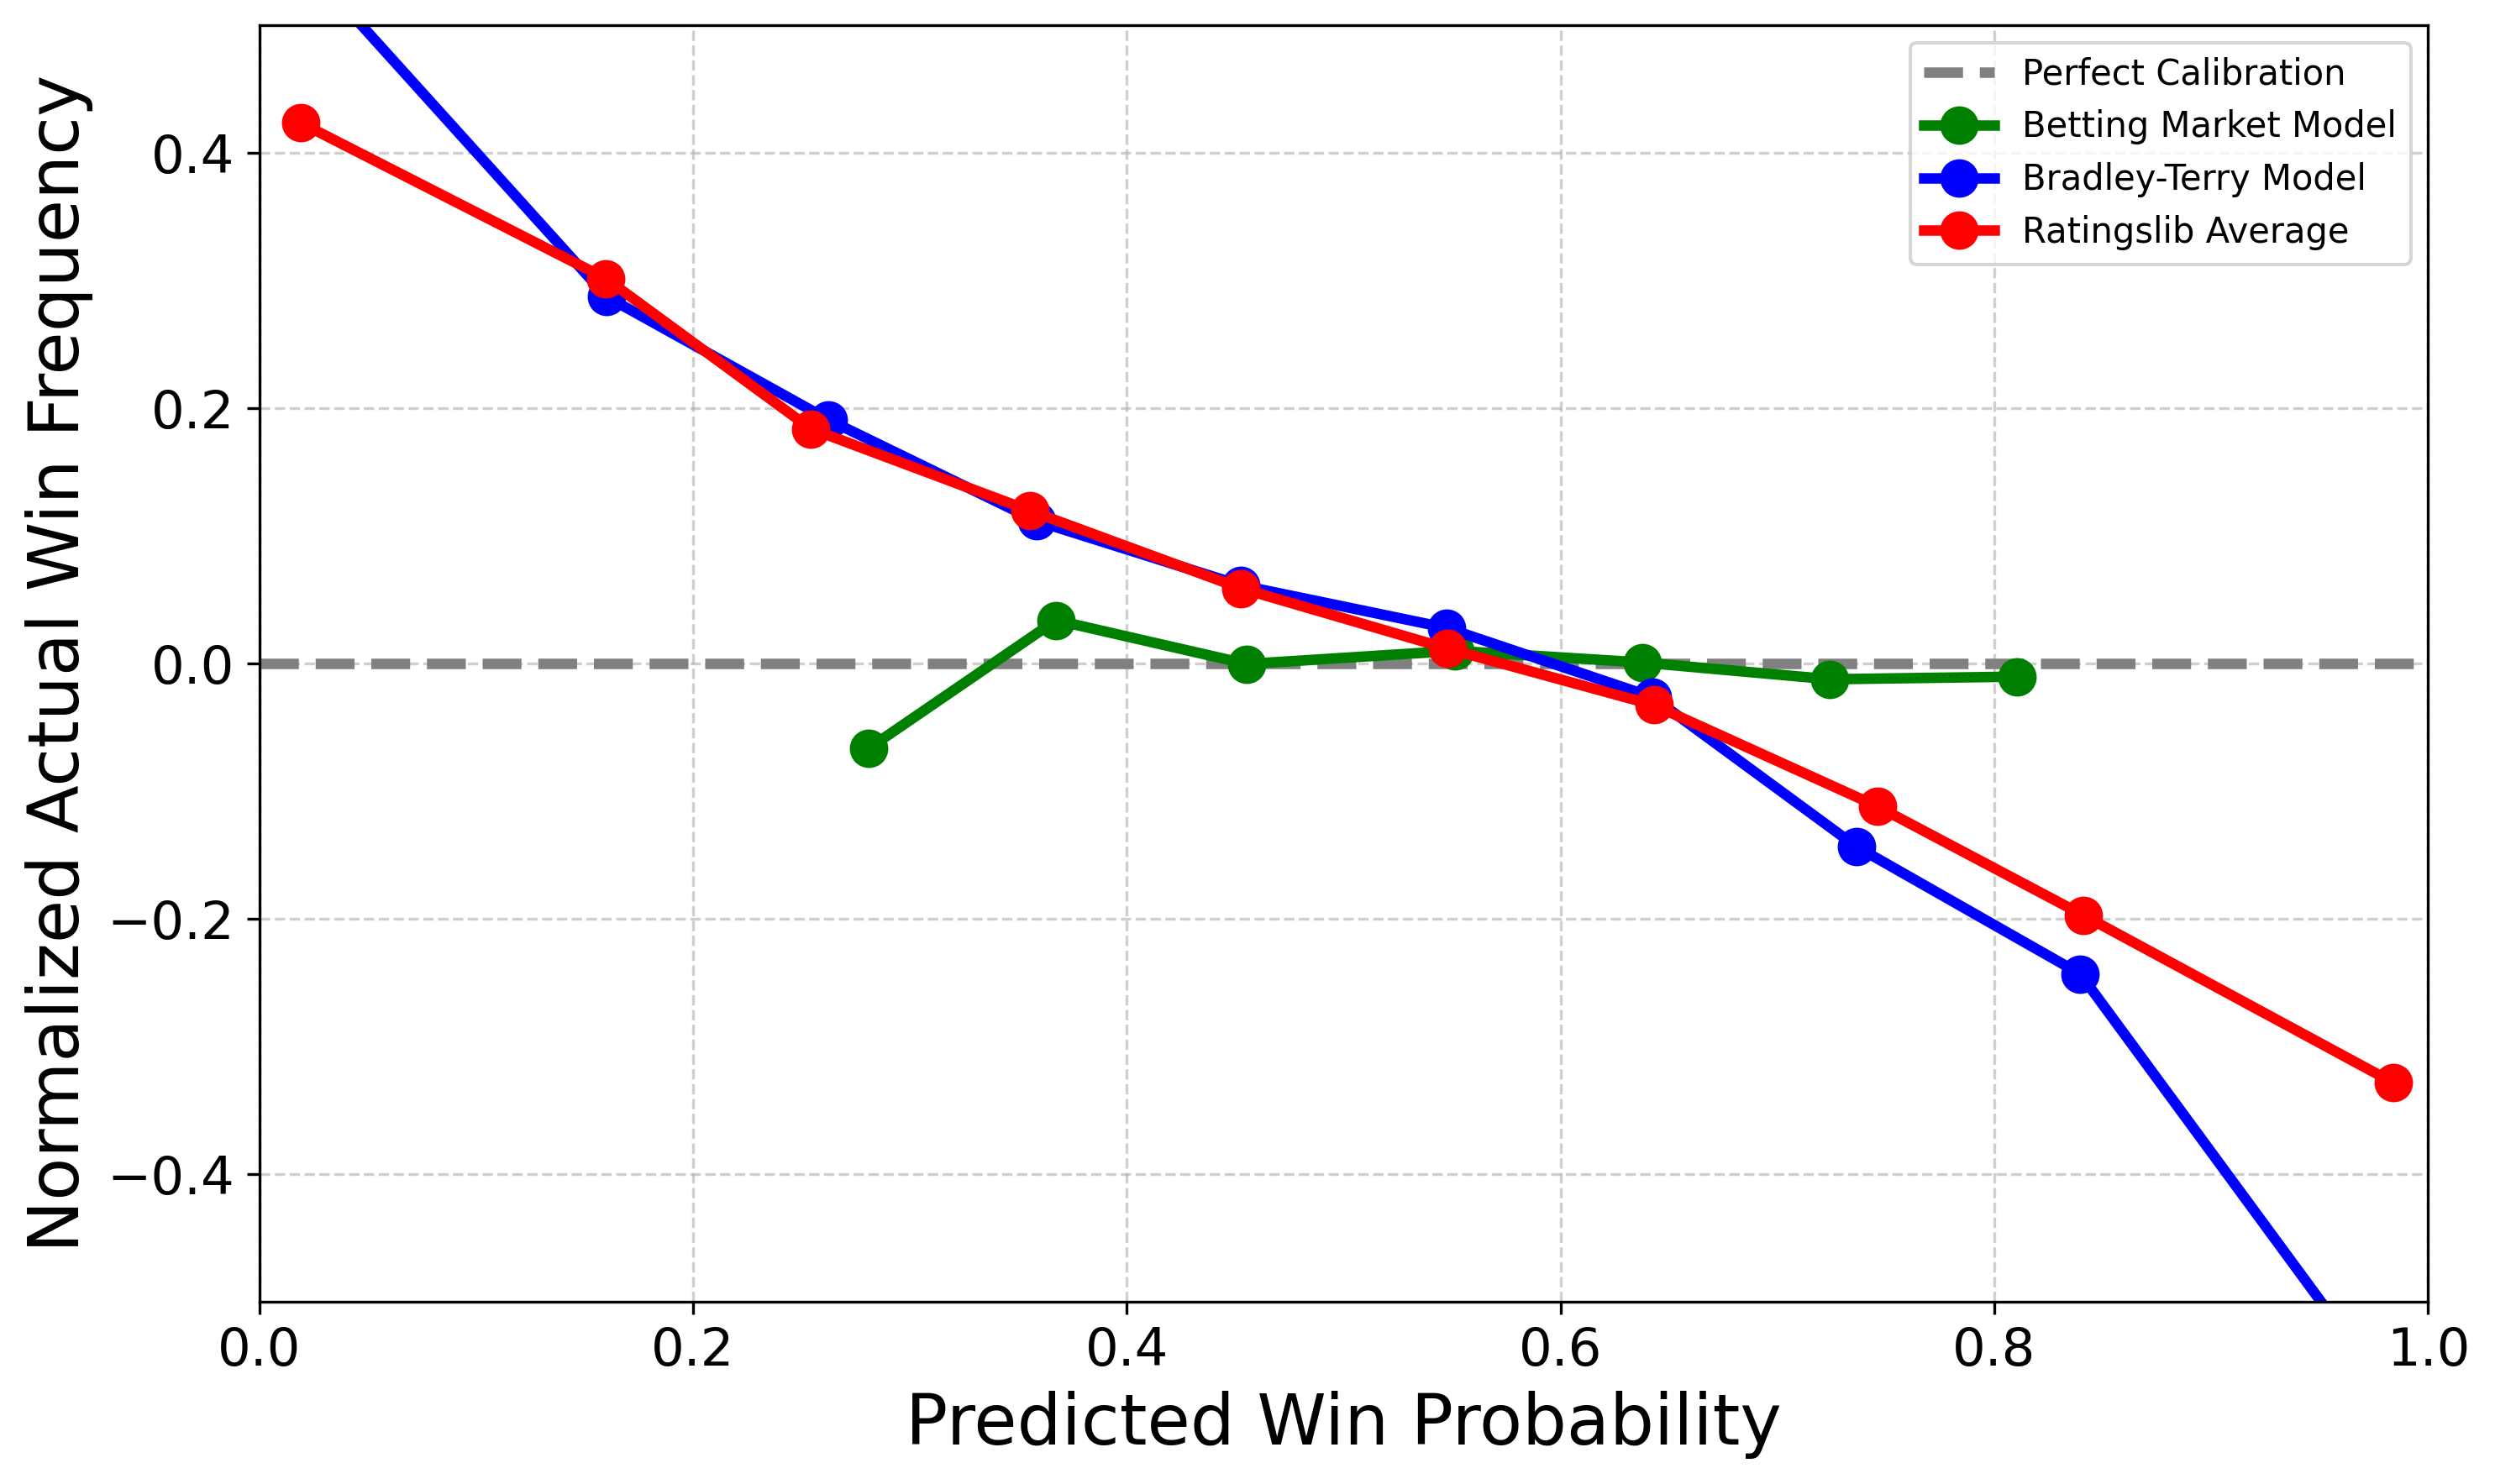 Normalized Actual Win Frequency
0.4
0.2
0.0
−0.2
−0.4
Perfect Calibration
Betting Market Model
Bradley-Terry Model
Ratingslib Average
0.0 0.2 0.4 0.6 0.8 1.0
Predicted Win Probability